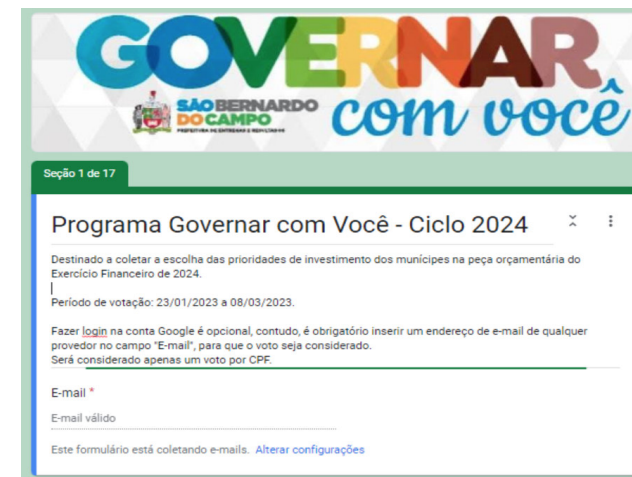 GOVERNAR
com você
SÃO BERNARDO
DO CAMPO
Seção 1 de 17
Programa Governar com Você - Ciclo 2024
Destinado a coletar a escolha das prioridades de investimento dos munícipes na peça orçamentária do
Exercício Financeiro de 2024.
Período de votação: 23/01/2023 a 08/03/2023.
Fazer login na conta Google é opcional, contudo, é obrigatório inserir um endereço de e-mail de qualquer
provedor no campo "E-mail", para que o voto seja considerado.
Será considerado apenas um voto por CPF.
E-mail *
E-mail válido
Este formulário está coletando e-mails. Alterar configurações